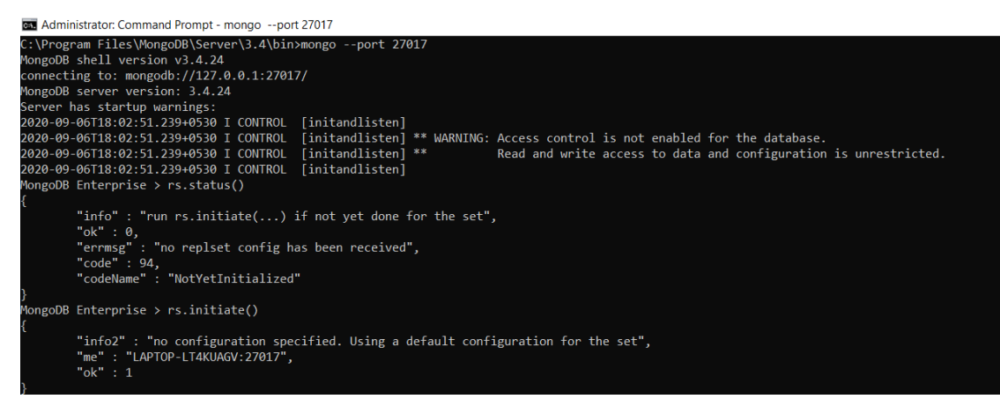 Administrator: Command Prompt - mongo --port 27017
C:\Program Files\MongoDB\Server\3.4\bin>mongo --port 27017
MongoDB shell version v3.4.24
connecting to: mongodb://127.0.0.1:27017/
MongoDB server version: 3.4.24
Server has startup warnings:
2020-09-06T18:02:51.239+0530 I CONTROL  [initandlisten]
2020-09-06T18:02:51.239+0530 I CONTROL  [initandlisten] ** WARNING: Access control is not enabled for the database.
2020-09-06T18:02:51.239+0530 I CONTROL  [initandlisten] **          Read and write access to data and configuration is unrestricted.
2020-09-06T18:02:51.239+0530 I CONTROL  [initandlisten]
MongoDB Enterprise > rs.status()
{
        "info" : "run rs.initiate(...) if not yet done for the set",
        "ok" : 0,
        "errmsg" : "no replset config has been received",
        "code" : 94,
        "codeName" : "NotYetInitialized"
}
MongoDB Enterprise > rs.initiate()
{
        "info2" : "no configuration specified. Using a default configuration for the set",
        "me" : "LAPTOP-LT4KUAGV:27017",
        "ok" : 1
}